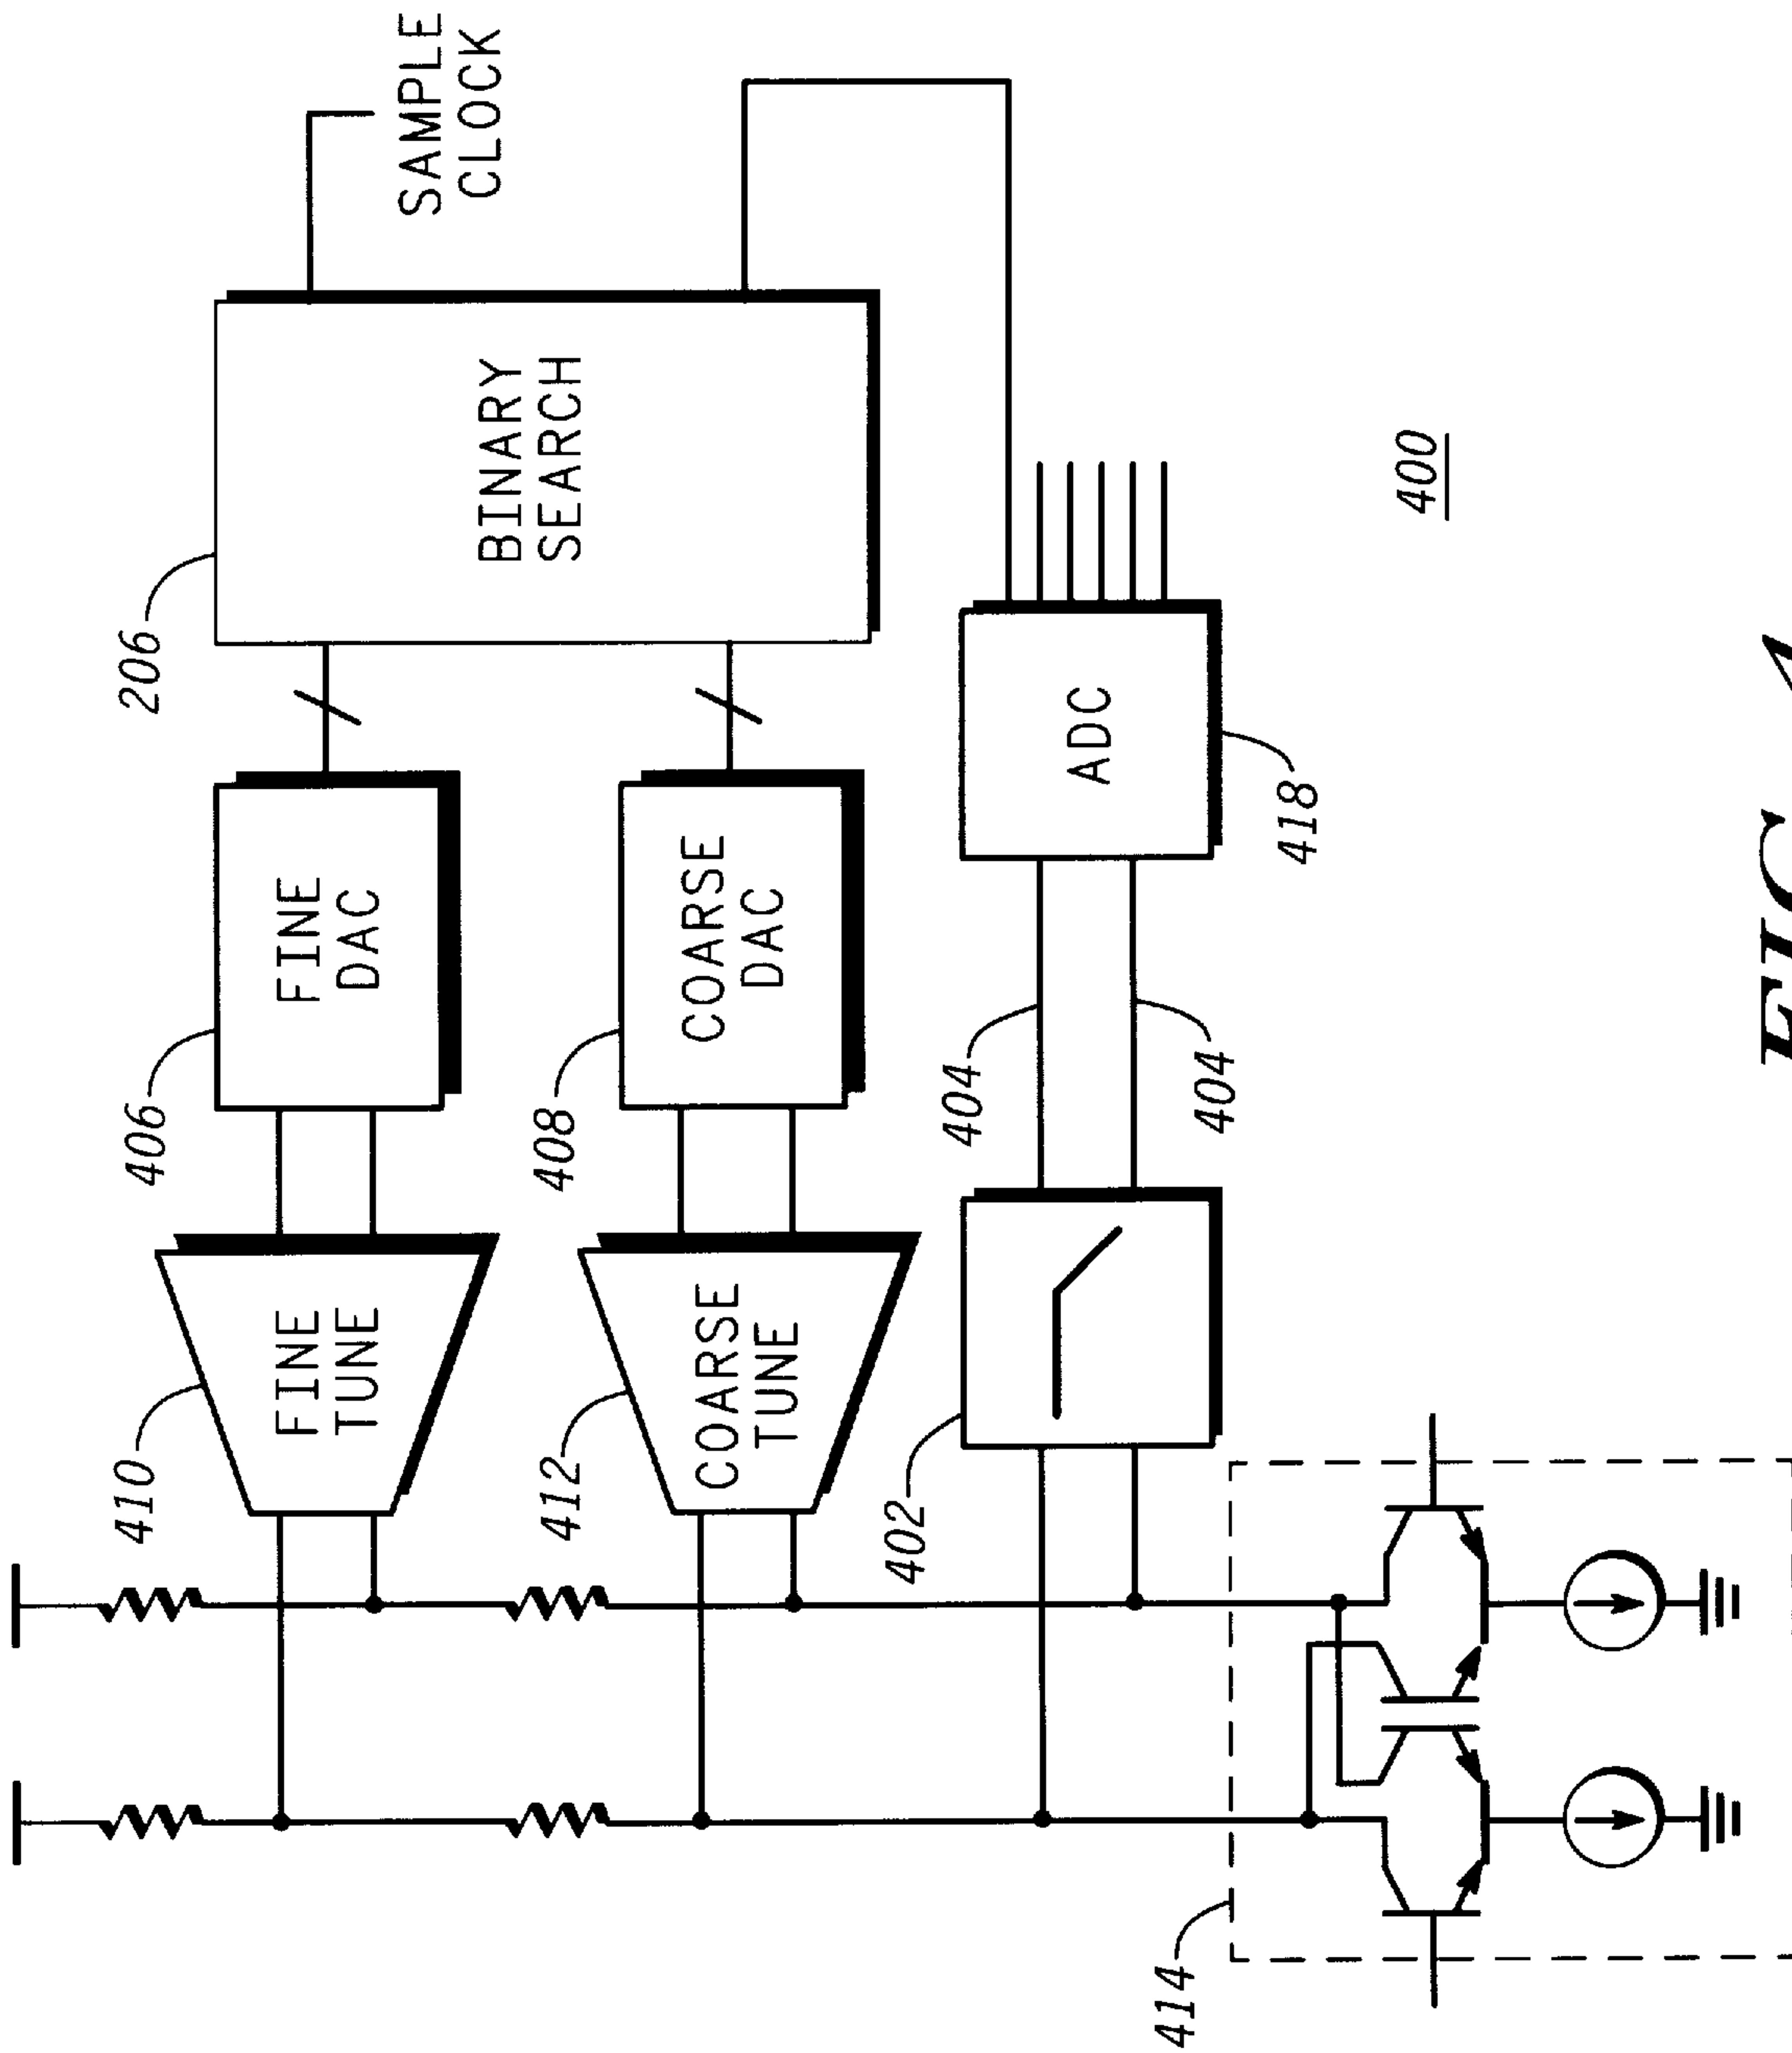 410
FINE
TUNE
406
FINE
DAC
206
BINARY
SEARCH
SAMPLE
CLOCK
412
COARSE
TUNE
408
COARSE
DAC
402
404
404
ADC
418
414
400